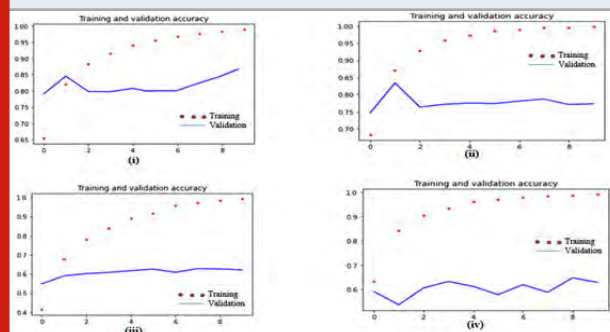 Training and validation accuracy
1.00
0.95
0.90
0.85
0.80
0.75
0.70
0.65
Training
Validation
0 2 4 6 8
(i)
Training and validation accuracy
1.00
0.95
0.90
0.85
0.80
0.75
0.70
Training
Validation
0 2 4 6 8
(ii)
Training and validation accuracy
1.0
0.9
0.8
0.7
0.6
0.5
0.4
Training
Validation
0 2 4 6 8
(iii)
Training and validation accuracy
1.0
0.9
0.8
0.7
0.6
Training
Validation
0 2 4 6 8
(iv)